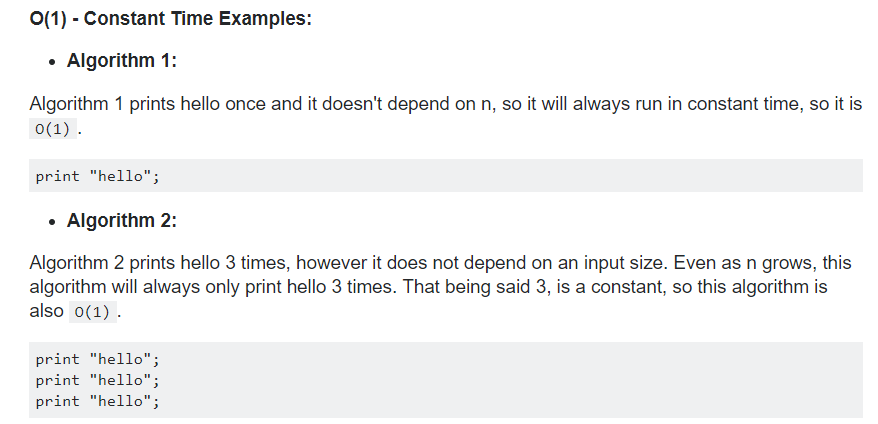 O(1) - Constant Time Examples:
• Algorithm 1:
Algorithm 1 prints hello once and it doesn't depend on n, so it will always run in constant time, so it is
O(1) .
print "hello";
• Algorithm 2:
Algorithm 2 prints hello 3 times, however it does not depend on an input size. Even as n grows, this
algorithm will always only print hello 3 times. That being said 3, is a constant, so this algorithm is
also O(1) .
print "hello";
print "hello";
print "hello";